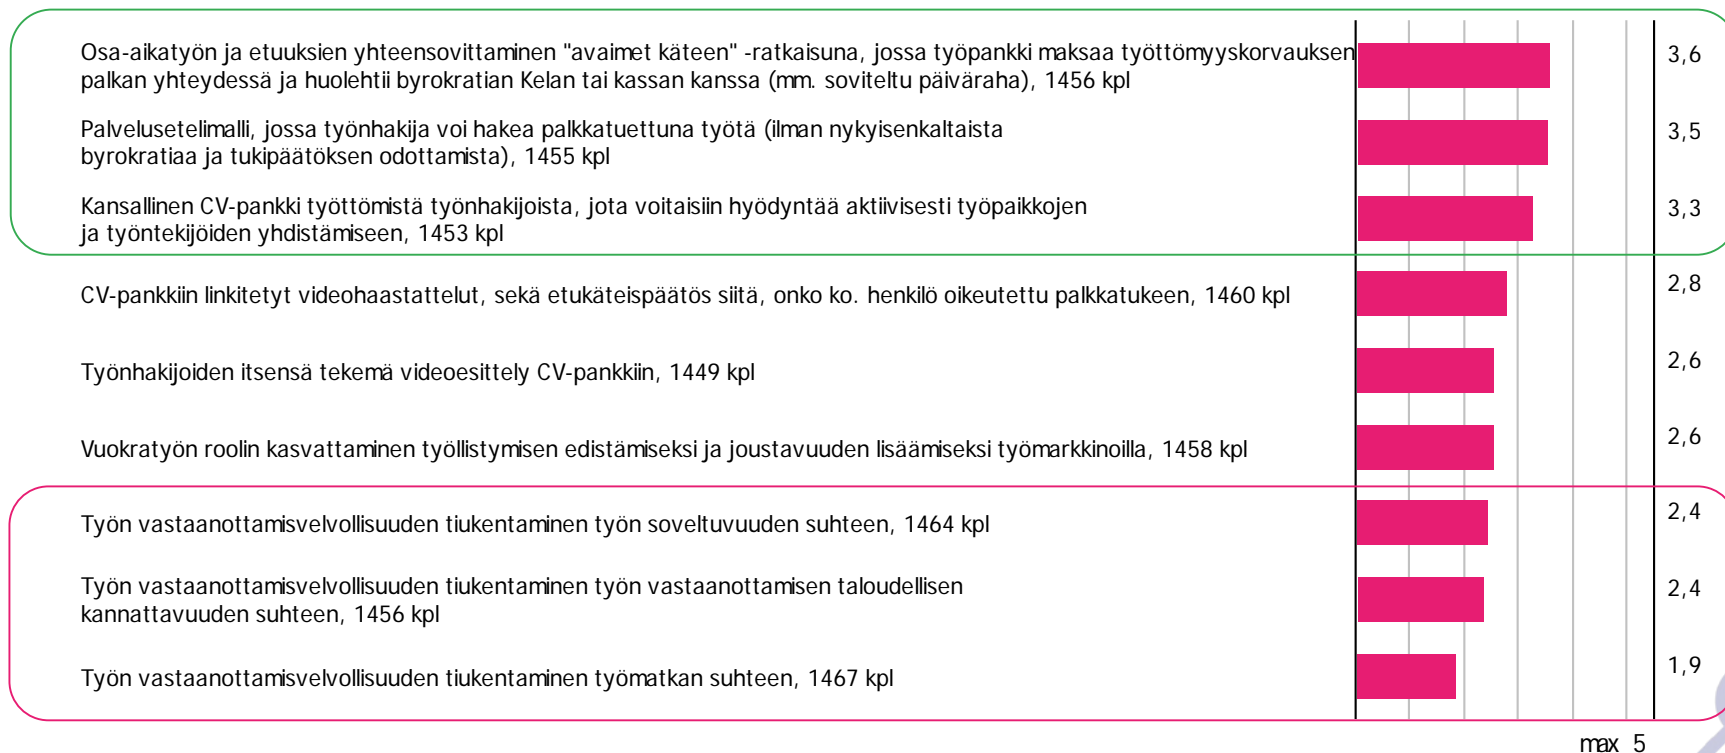 Osa-aikatyön ja etuuksien yhteensovittaminen "avaimet käteen" -ratkaisuna, jossa työpankki maksaa työttömyyskorvauksen
palkan yhteydessä ja huolehtii byrokratian Kelan tai kassan kanssa (mm. soviteltu päiväraha), 1456 kpl
3,6
Palvelusetelimalli, jossa työnhakija voi hakea palkkatuettuna työtä (ilman nykyisenkaltaista
byrokratiaa ja tukipäätöksen odottamista), 1455 kpl
3,5
Kansallinen CV-pankki työttömistä työnhakijoista, jota voitaisiin hyödyntää aktiivisesti työpaikkojen
ja työntekijöiden yhdistämiseen, 1453 kpl
3,3
CV-pankkiin linkitetyt videohaastattelut, sekä etukäteispäätös siitä, onko ko. henkilö oikeutettu palkkatukeen, 1460 kpl
2,8
Työnhakijoiden itsensä tekemä videoesittely CV-pankkiin, 1449 kpl
2,6
Vuokratyön roolin kasvattaminen työllistymisen edistämiseksi ja joustavuuden lisäämiseksi työmarkkinoilla, 1458 kpl
2,6
Työn vastaanottamisvelvollisuuden tiukentaminen työn soveltuvuuden suhteen, 1464 kpl
2,4
Työn vastaanottamisvelvollisuuden tiukentaminen työn vastaanottamisen taloudellisen
kannattavuuden suhteen, 1456 kpl
2,4
Työn vastaanottamisvelvollisuuden tiukentaminen työmatkan suhteen, 1467 kpl
1,9
max 5